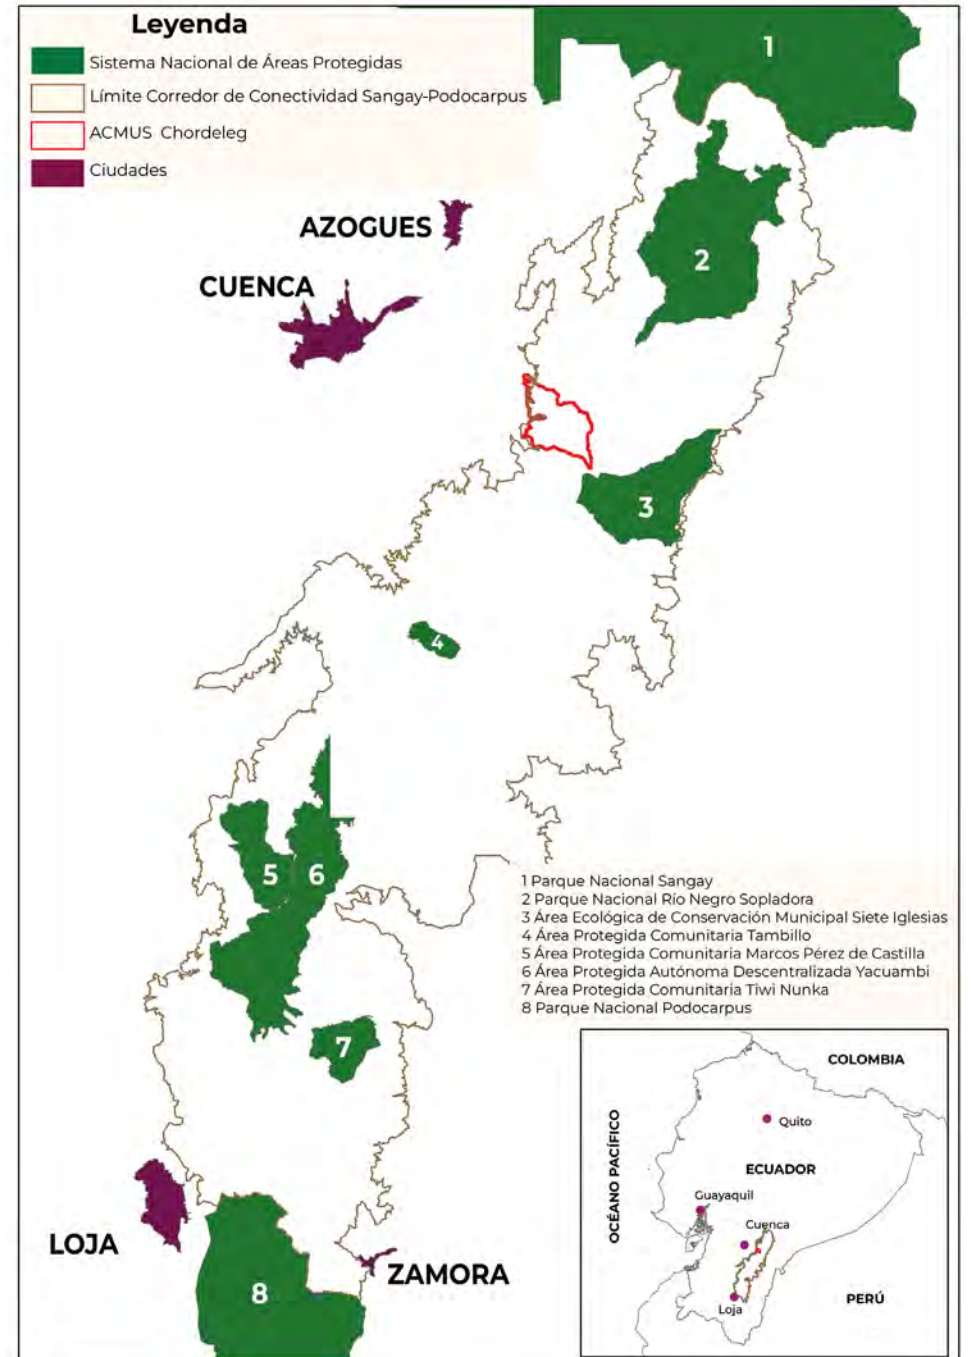 Leyenda
Sistema Nacional de Áreas Protegidas
Límite Corredor de Conectividad Sangay-Podocarpus
ACMUS Chordeleg
Ciudades
1
2
AZOGUES
CUENCA
3
4
5
6
7
8
LOJA
ZAMORA
1 Parque Nacional Sangay
2 Parque Nacional Río Negro Sopladora
3 Área Ecológica de Conservación Municipal Siete Iglesias
4 Área Protegida Comunitaria Tambillo
5 Área Protegida Comunitaria Marcos Pérez de Castilla
6 Área Protegida Autónoma Descentralizada Yacuambi
7 Área Protegida Comunitaria Tiwi Nunka
8 Parque Nacional Podocarpus
COLOMBIA
OCÉANO PACÍFICO
Quito
ECUADOR
Guayaquil
Cuenca
PERÚ
Loja